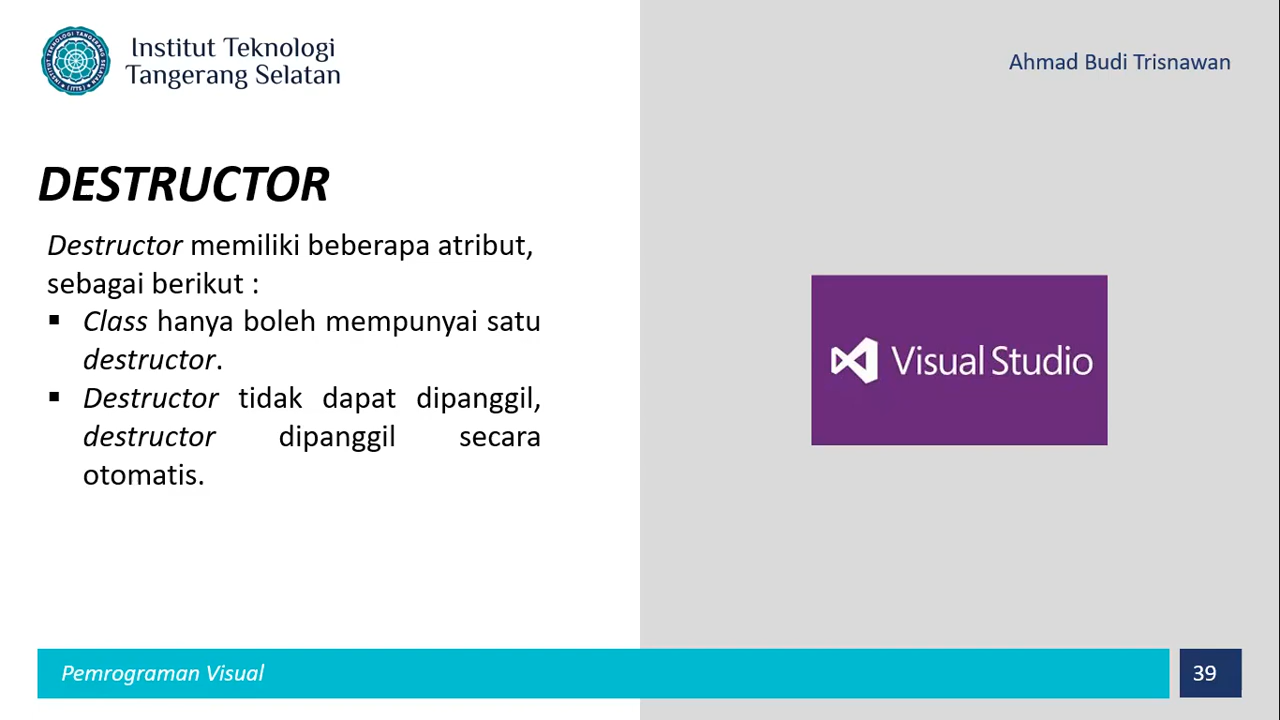 Institut Teknologi
Tangerang Selatan
Ahmad Budi Trisnawan
DESTRUCTOR
Destructor memiliki beberapa atribut,
sebagai berikut :
▪ Class hanya boleh mempunyai satu
destructor.
▪ Destructor tidak dapat dipanggil,
destructor dipanggil secara
otomatis.
Visual Studio
Pemrograman Visual
39